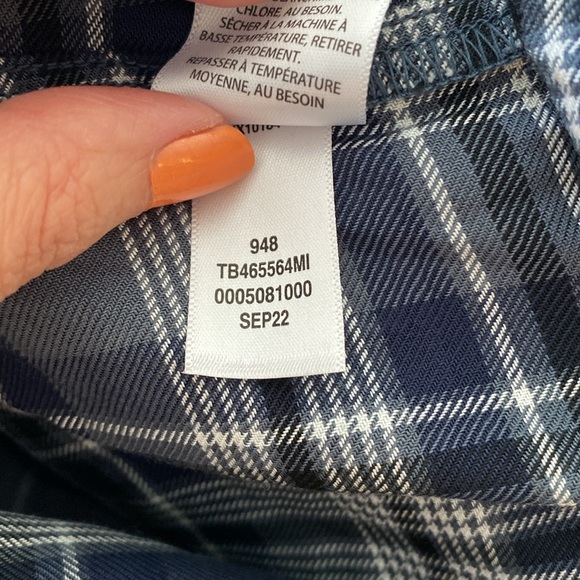 CHLORE, AU BESOIN.
SÉCHER À LA MACHINE À
BASSE TEMPÉRATURE, RETIRER
RAPIDEMENT.
REPASSER À TEMPÉRATURE
MOYENNE, AU BESOIN
948
TB465564MI
0005081000
SEP22